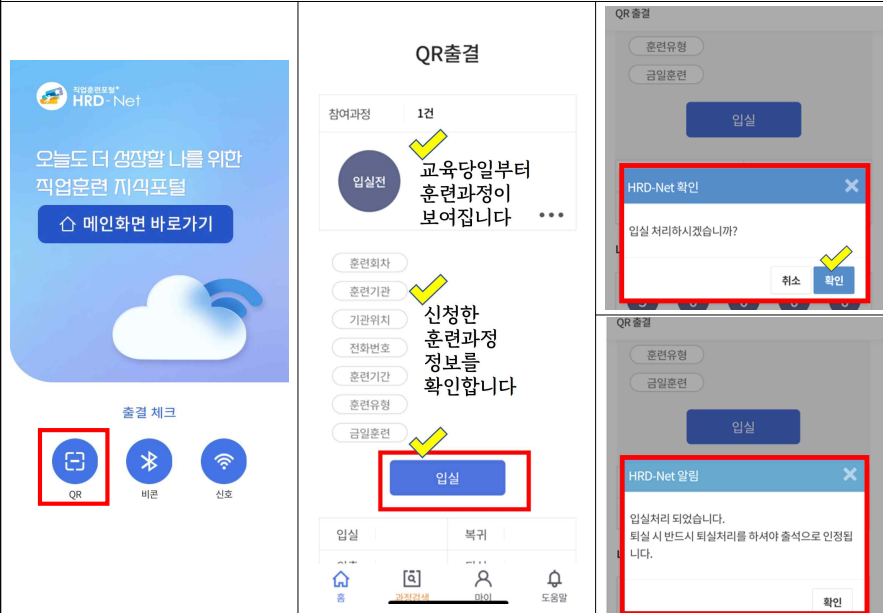 직업훈련포털+
HRD-Net
오늘도 더 성장할 나를 위한
직업훈련 지식포털
메인화면 바로가기
출결 체크
QR
비콘
신호
QR출결
참여과정
1건
입실전
교육당일부터
훈련과정이
보여집니다
훈련회차
훈련기관
기관위치
전화번호
훈련기간
훈련유형
금일훈련
신청한
훈련과정
정보를
확인합니다
입실
입실
복귀
홈
과정검색
마이
도움말
QR 출결
훈련유형
금일훈련
입실
HRD-Net 확인
입실 처리하시겠습니까?
취소
확인
QR 출결
훈련유형
금일훈련
입실
HRD-Net 알림
입실처리 되었습니다.
퇴실 시 반드시 퇴실처리를 하셔야 출석으로 인정됩
니다.
확인